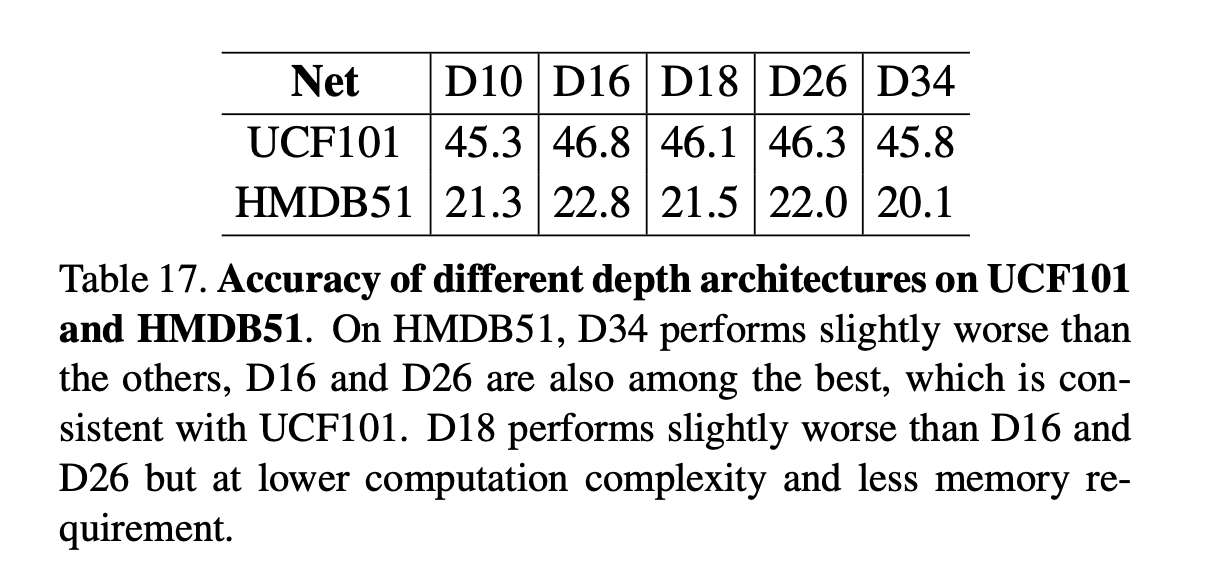 Net D10 D16 D18 D26 D34
UCF101 45.3 46.8 46.1 46.3 45.8
HMDB51 21.3 22.8 21.5 22.0 20.1
Table 17. Accuracy of different depth architectures on UCF101
and HMDB51. On HMDB51, D34 performs slightly worse than
the others, D16 and D26 are also among the best, which is con-
sistent with UCF101. D18 performs slightly worse than D16 and
D26 but at lower computation complexity and less memory re-
quirement.